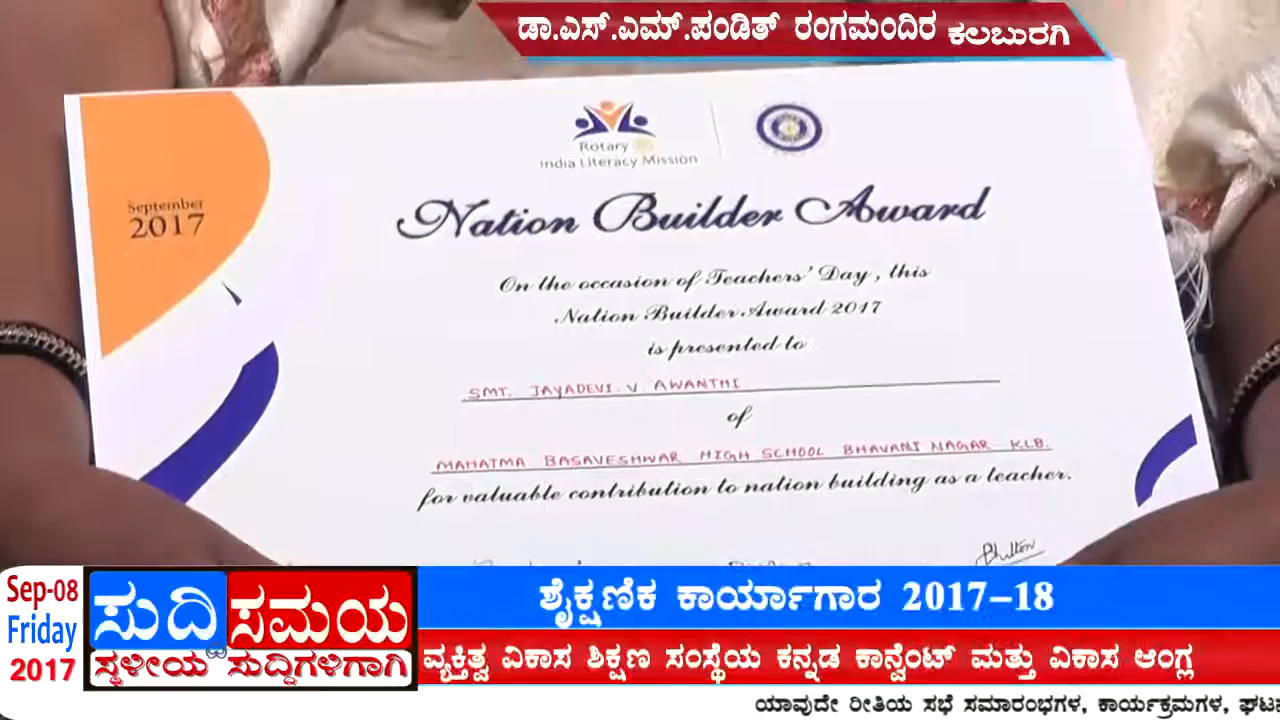 ಡಾ.ಎಸ್.ಎಮ್.ಪಂಡಿತ್ ರಂಗಮಂದಿರ ಕಲಬುರಗಿ
Rotary
India Literacy Mission
September
2017
Nation Builder Award
On the occasion of Teachers' Day, this
Nation Builder Award 2017
is presented to
SMT. JAYADEVI. V. AWANTHI
of
MAHATMA BASAVESHWAR HIGH SCHOOL BHAVANI NAGAR KLB.
for valuable contribution to nation building as a teacher.
Sep-08
Friday
2017
ಸುದ್ದಿ ಸಮಯ
ಸ್ಥಳೀಯ ಸುದ್ದಿಗಳಿಗಾಗಿ
ಶೈಕ್ಷಣಿಕ ಕಾರ್ಯಾಗಾರ 2017-18
ವ್ಯಕ್ತಿತ್ವ ವಿಕಾಸ ಶಿಕ್ಷಣ ಸಂಸ್ಥೆಯ ಕನ್ನಡ ಕಾನ್ವೆಂಟ್ ಮತ್ತು ವಿಕಾಸ ಆಂಗ್ಲ
ಯಾವುದೇ ರೀತಿಯ ಸಭೆ ಸಮಾರಂಭಗಳ, ಕಾರ್ಯಕ್ರಮಗಳ,